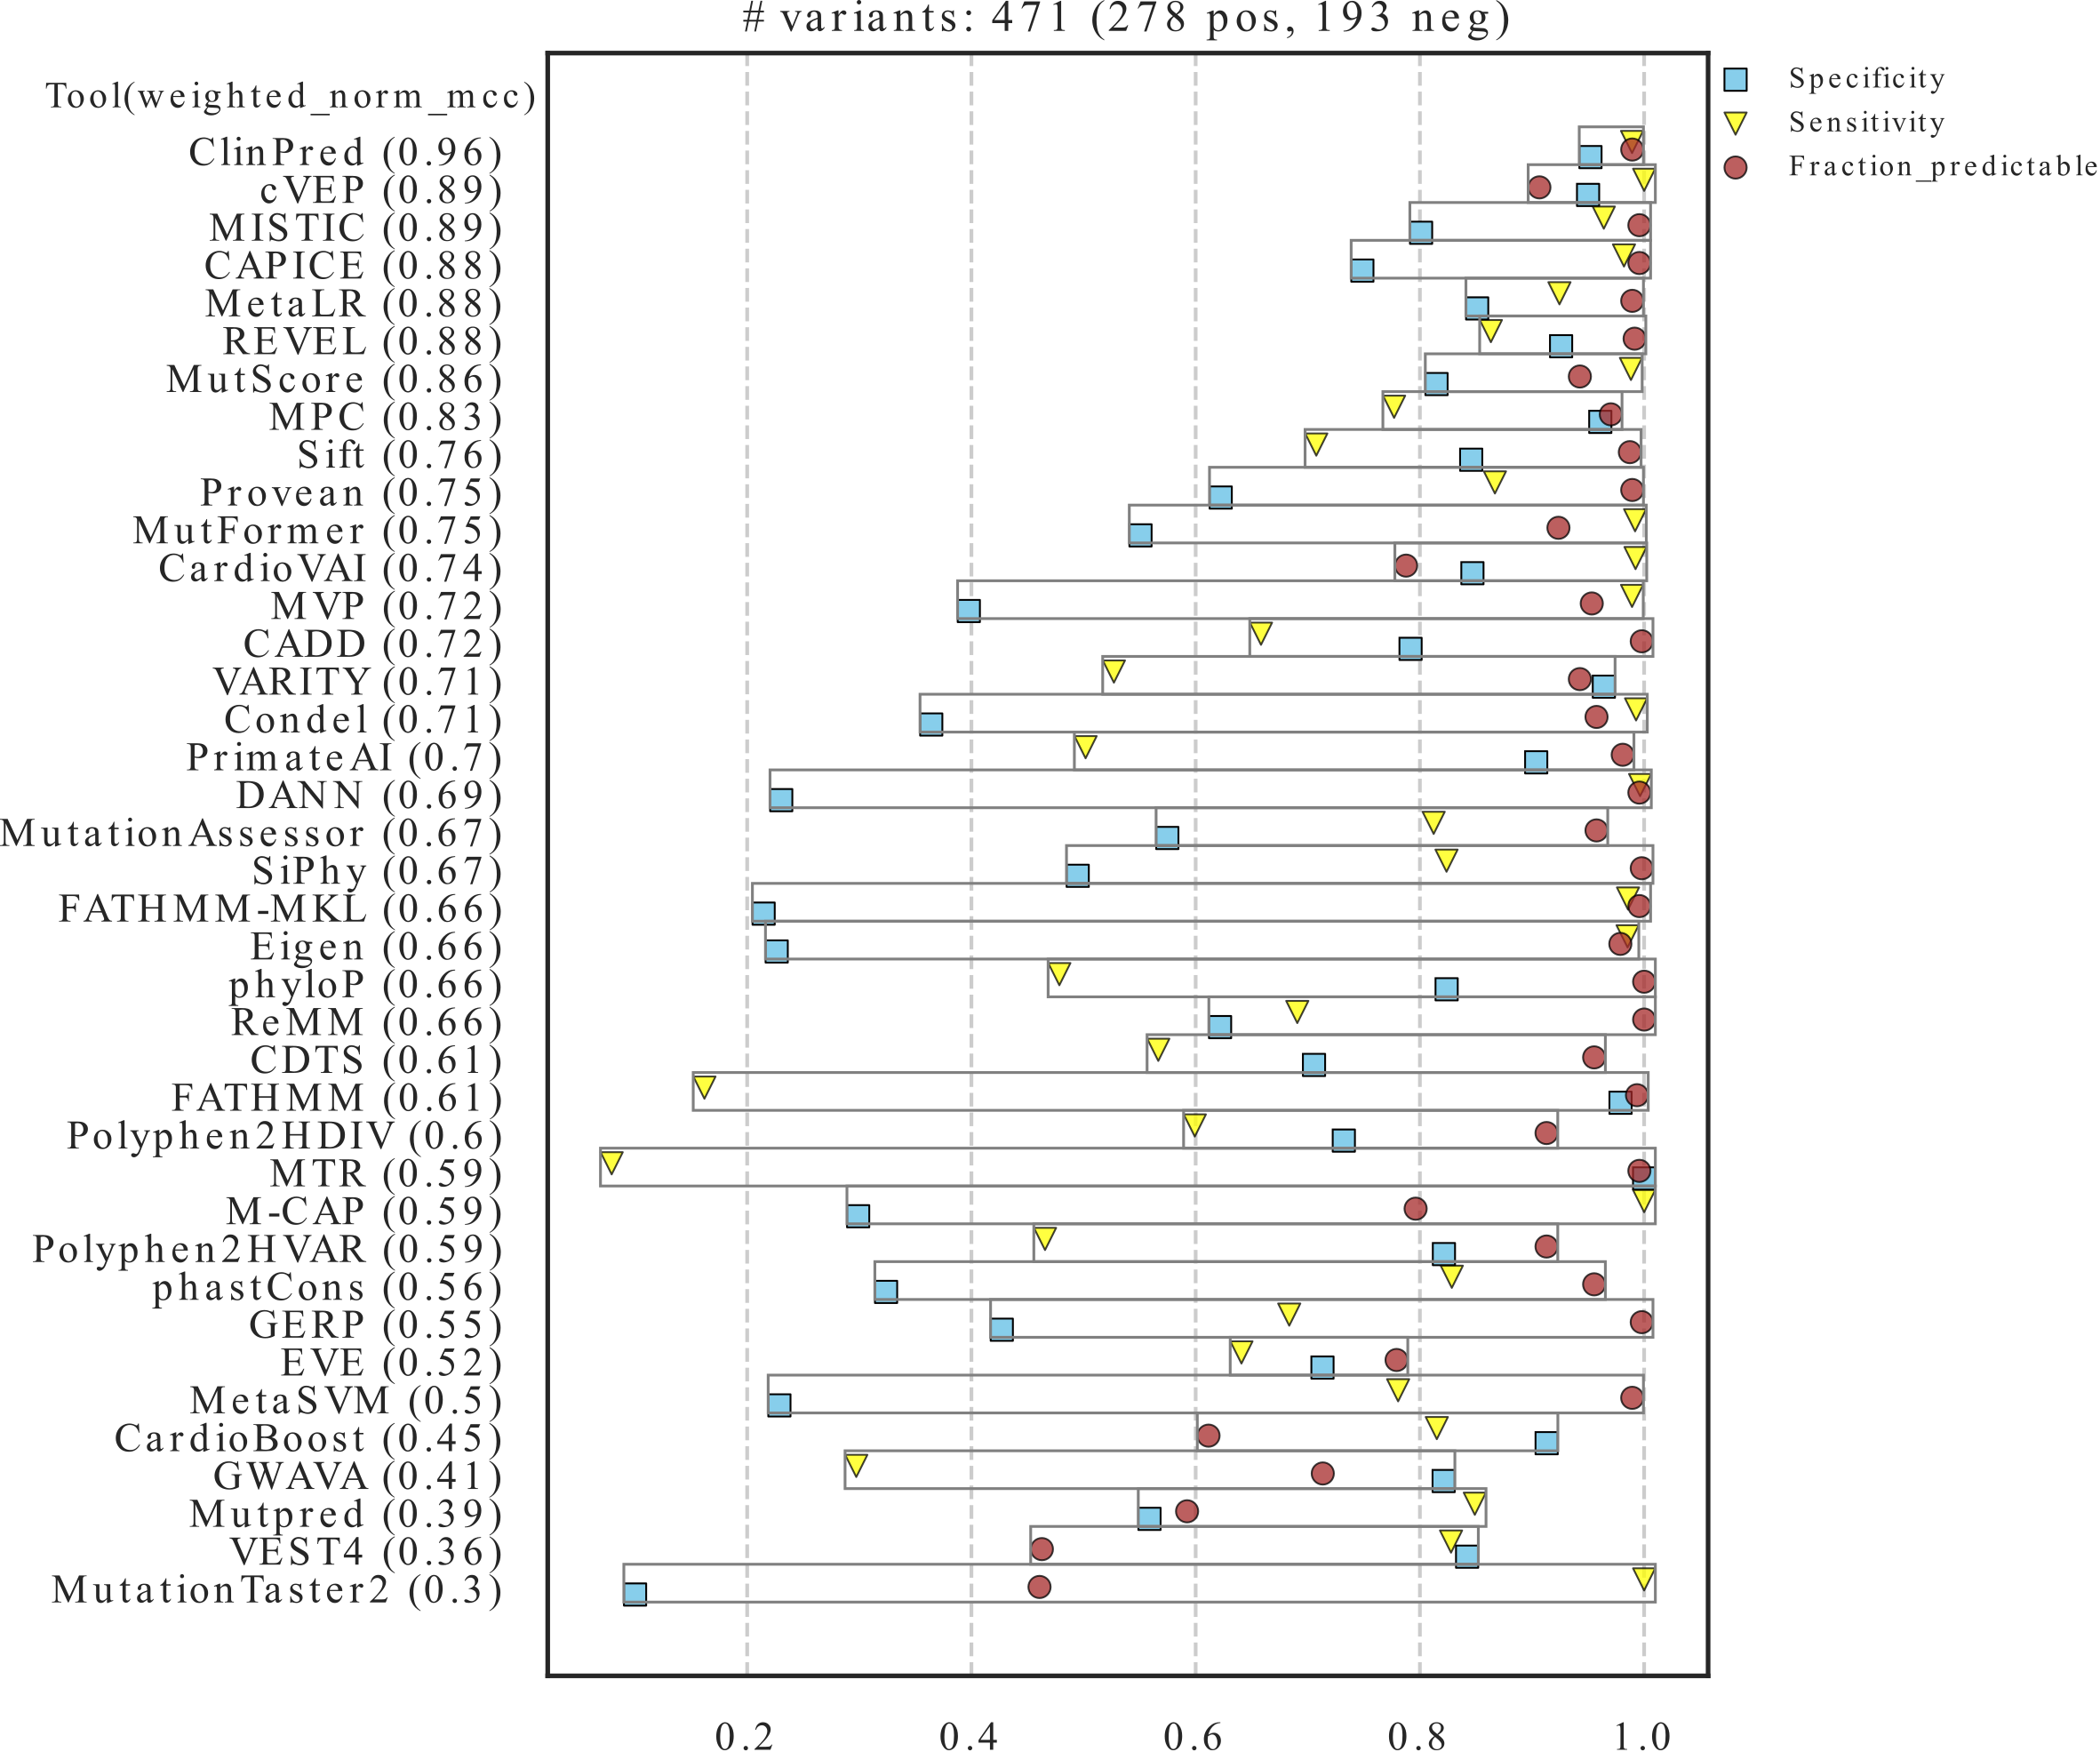 # variants: 471 (278 pos, 193 neg)
Tool(weighted_norm_mcc)
ClinPred (0.96)
cVEP (0.89)
MISTIC (0.89)
CAPICE (0.88)
MetaLR (0.88)
REVEL (0.88)
MutScore (0.86)
MPC (0.83)
Sift (0.76)
Provean (0.75)
MutFormer (0.75)
CardioVAI (0.74)
MVP (0.72)
CADD (0.72)
VARITY (0.71)
Condel (0.71)
PrimateAI (0.7)
DANN (0.69)
MutationAssessor (0.67)
SiPhy (0.67)
FATHMM-MKL (0.66)
Eigen (0.66)
phyloP (0.66)
ReMM (0.66)
CDTS (0.61)
FATHMM (0.61)
Polyphen2HDIV (0.6)
MTR (0.59)
M-CAP (0.59)
Polyphen2HVAR (0.59)
phastCons (0.56)
GERP (0.55)
EVE (0.52)
MetaSVM (0.5)
CardioBoost (0.45)
GWAVA (0.41)
Mutpred (0.39)
VEST4 (0.36)
MutationTaster2 (0.3)
0.2 0.4 0.6 0.8 1.0
Specificity
Sensitivity
Fraction_predictable